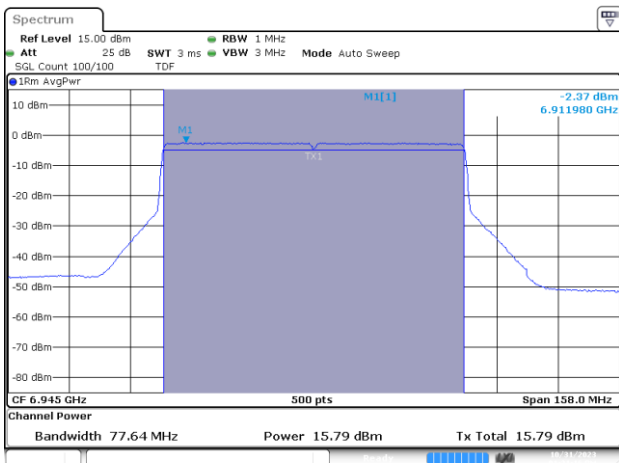 Spectrum
Ref Level 15.00 dBm RBW 1 MHz
Att 25 dB SWT 3 ms VBW 3 MHz Mode Auto Sweep
SGL Count 100/100 TDF
1Rm AvgPwr
M1[1] -2.37 dBm
6.911980 GHz
10 dBm
0 dBm
M1
-10 dBm
TX1
-20 dBm
-30 dBm
-40 dBm
-50 dBm
-60 dBm
-70 dBm
-80 dBm
CF 6.945 GHz 500 pts Span 158.0 MHz
Channel Power
Bandwidth 77.64 MHz Power 15.79 dBm Tx Total 15.79 dBm